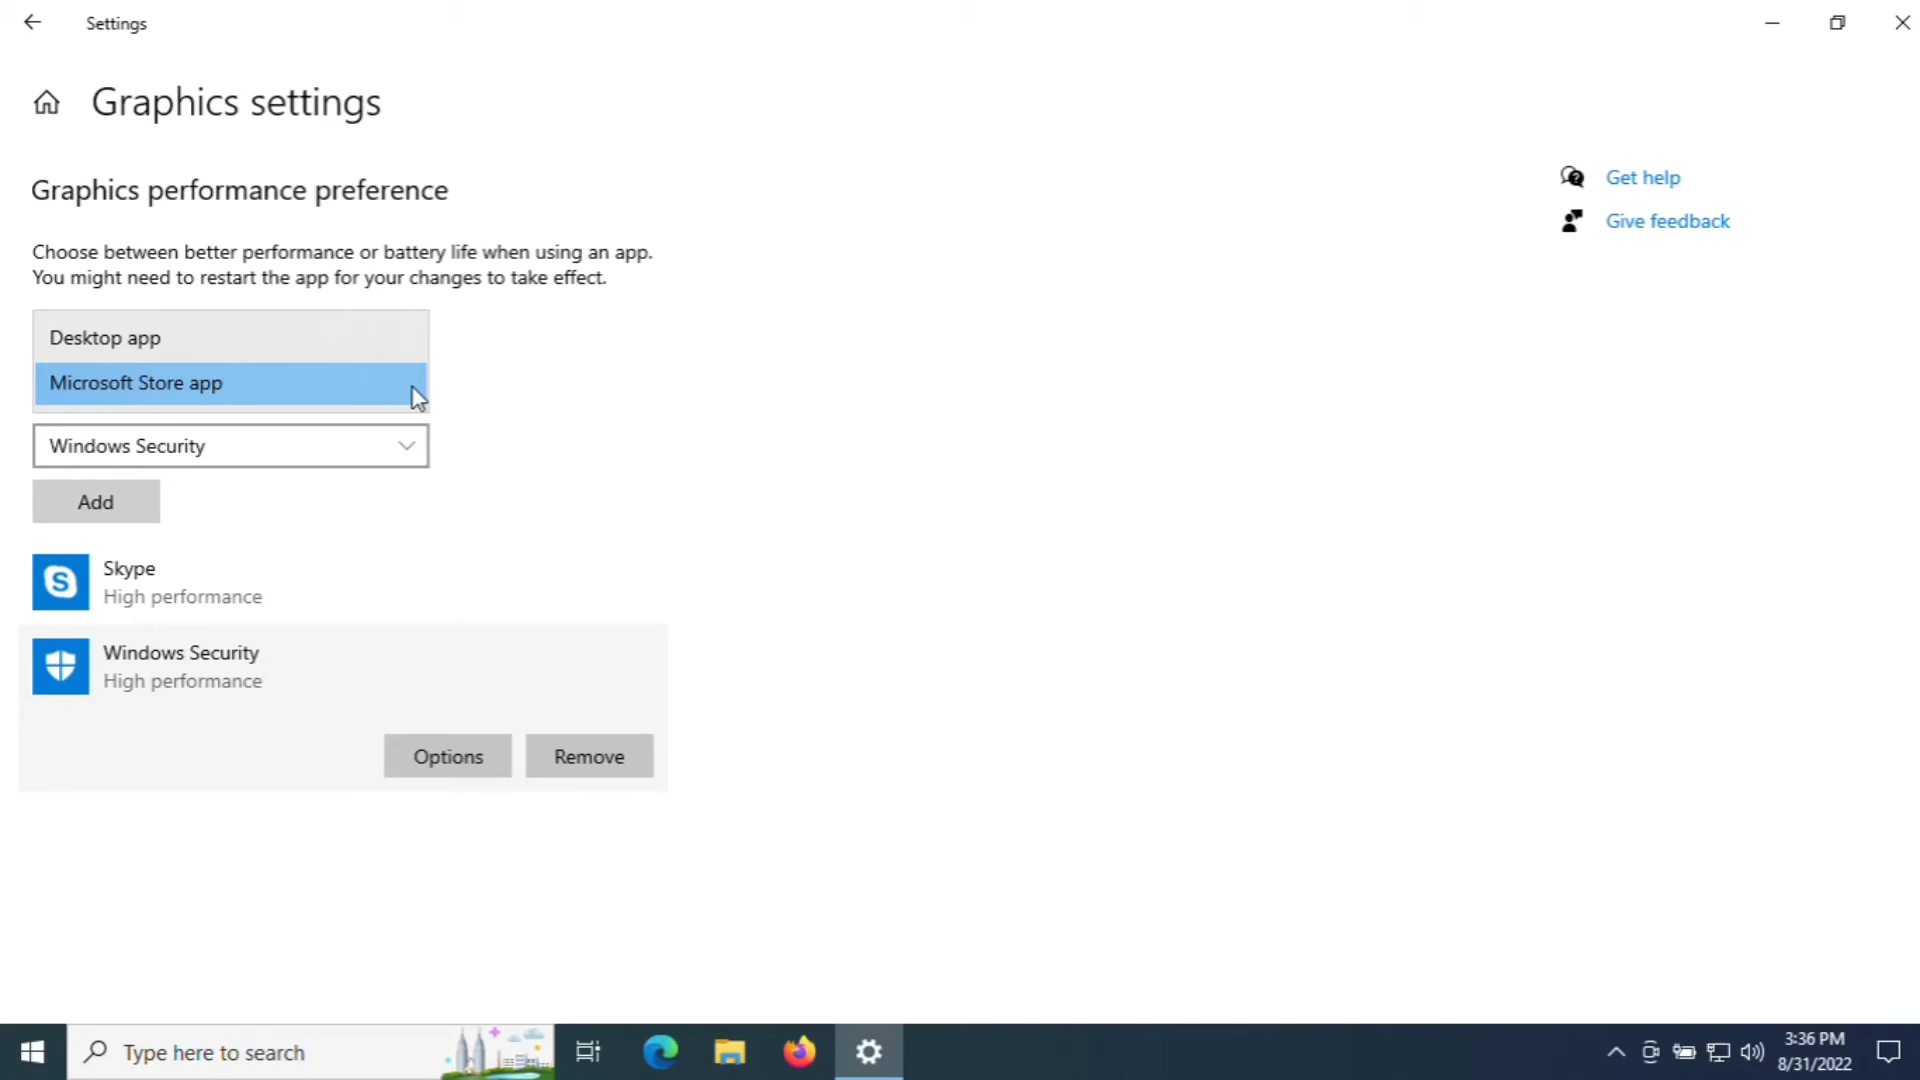 Settings
Graphics settings
Graphics performance preference
Choose between better performance or battery life when using an app.
You might need to restart the app for your changes to take effect.
Desktop app
Microsoft Store app
Windows Security
Add
Skype
High performance
Windows Security
High performance
Options
Remove
Get help
Give feedback
Type here to search
3:36 PM
8/31/2022